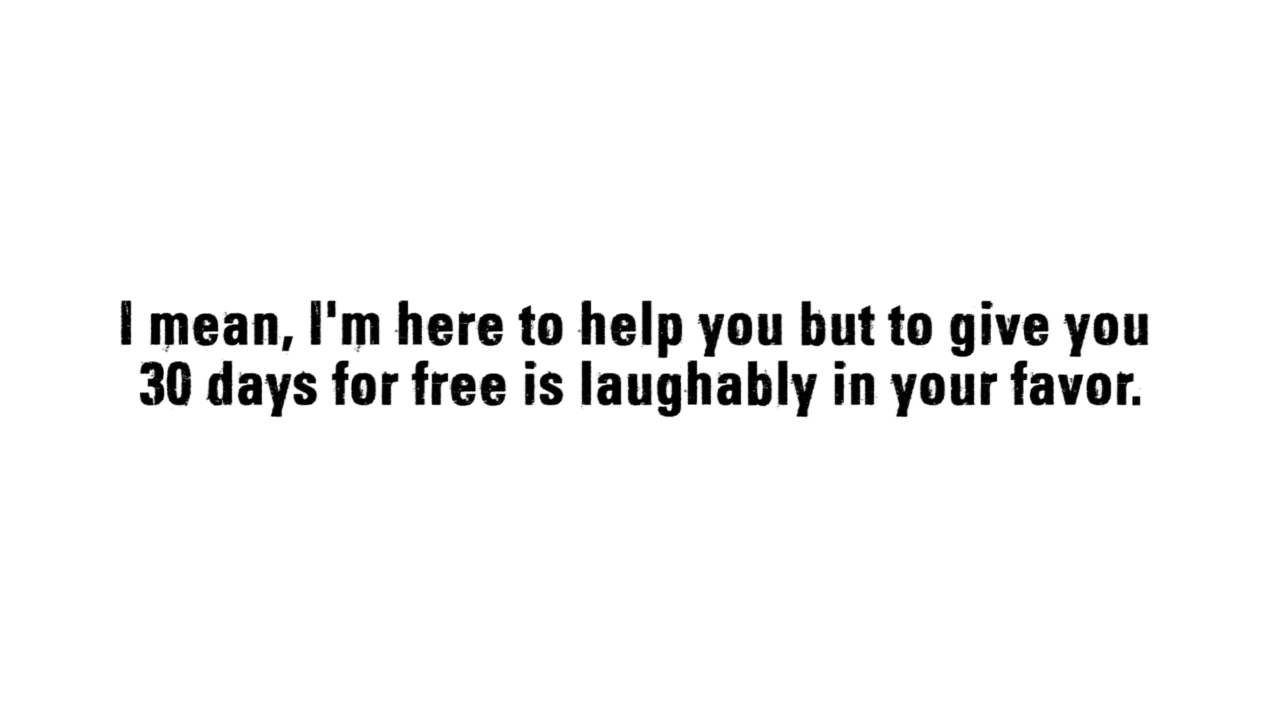 I mean, I'm here to help you but to give you
30 days for free is laughably in your favor.